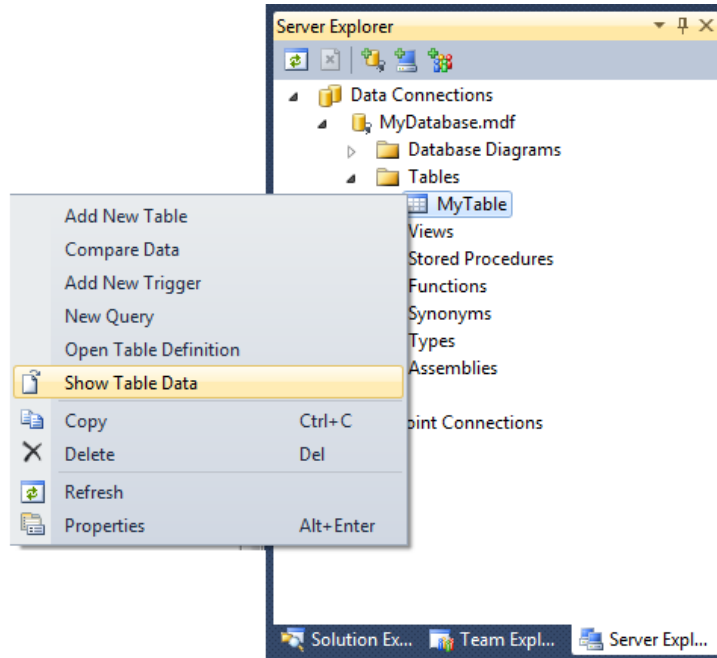 Server Explorer
Data Connections
MyDatabase.mdf
Database Diagrams
Tables
MyTable
Views
Stored Procedures
Functions
Synonyms
Types
Assemblies
int Connections
Add New Table
Compare Data
Add New Trigger
New Query
Open Table Definition
Show Table Data
Copy Ctrl+C
Delete Del
Refresh
Properties Alt+Enter
Solution Ex... Team Expl... Server Expl...